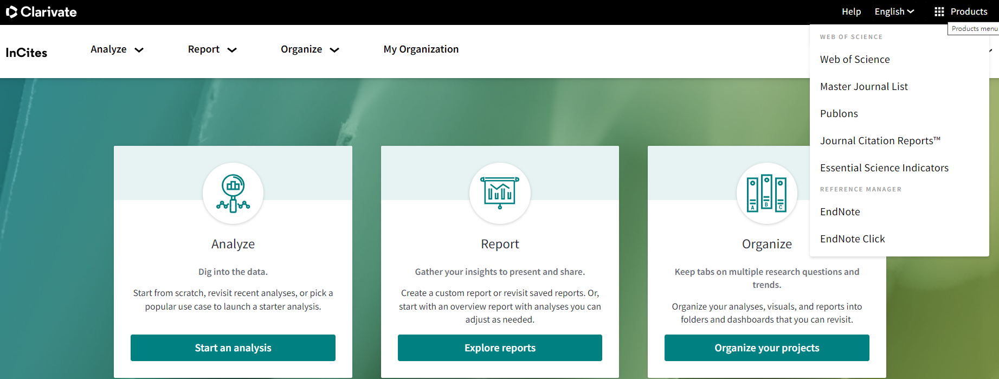 Clarivate
Help English Products
Products menu
InCites
Analyze Report Organize My Organization
WEB OF SCIENCE
Web of Science
Master Journal List
Publons
Journal Citation Reports™
Essential Science Indicators
REFERENCE MANAGER
EndNote
EndNote Click
Analyze
Dig into the data.
Start from scratch, revisit recent analyses, or pick a
popular use case to launch a starter analysis.
Start an analysis
Report
Gather your insights to present and share.
Create a custom report or revisit saved reports. Or,
start with an overview report with analyses you can
adjust as needed.
Explore reports
A B C
Organize
Keep tabs on multiple research questions and
trends.
Organize your analyses, visuals, and reports into
folders and dashboards that you can revisit.
Organize your projects